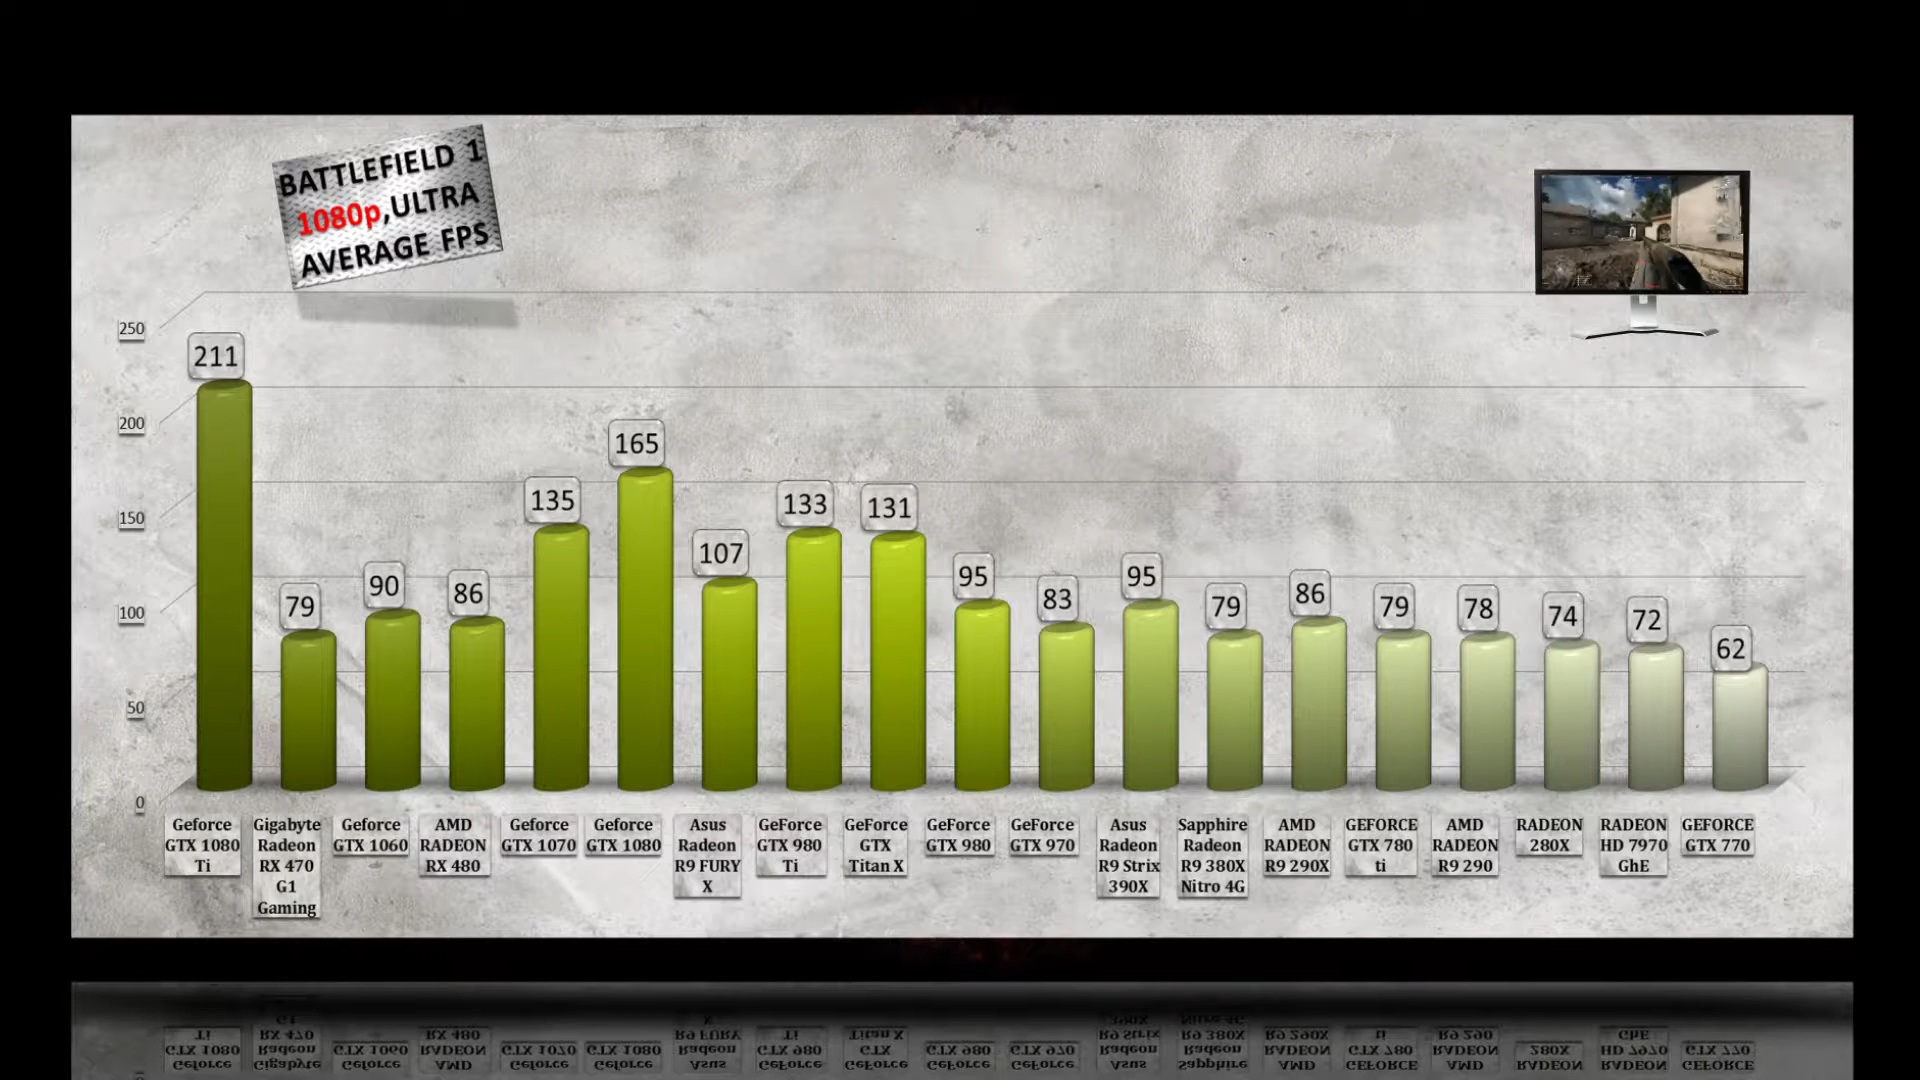 BATTLEFIELD 1
1080p,ULTRA
AVERAGE FPS
250
200
150
100
50
0
211
79
90
86
135
165
107
133
131
95
83
95
79
86
79
78
74
72
62
Geforce
GTX 1080
Ti
Gigabyte
Radeon
RX 470
G1
Gaming
Geforce
GTX 1060
AMD
RADEON
RX 480
Geforce
GTX 1070
Geforce
GTX 1080
Asus
Radeon
R9 FURY
X
GeForce
GTX 980
Ti
GeForce
GTX
Titan X
GeForce
GTX 980
GeForce
GTX 970
Asus
Radeon
R9 Strix
390X
Sapphire
Radeon
R9 380X
Nitro 4G
AMD
RADEON
R9 290X
GEFORCE
GTX 780
ti
AMD
RADEON
R9 290
RADEON
280X
RADEON
HD 7970
GhE
GEFORCE
GTX 770